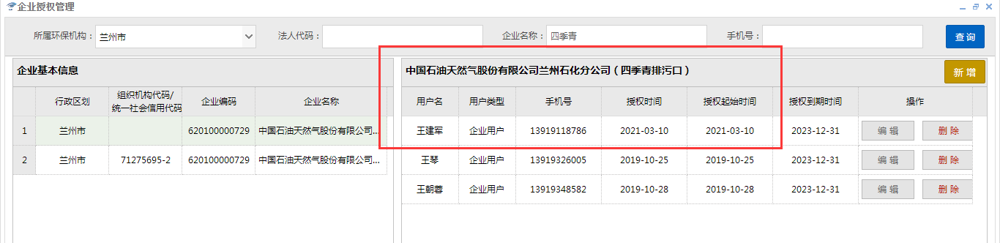 企业授权管理
所属环保机构： 兰州市 法人代码： 企业名称： 四季青 手机号： 查询
企业基本信息
行政区划 组织机构代码/统一社会信用代码 企业编码 企业名称
1 兰州市 620100000729 中国石油天然气股份有限公司...
2 兰州市 71275695-2 620100000729 中国石油天然气股份有限公司...
中国石油天然气股份有限公司兰州石化分公司（四季青排污口） 新 增
用户名 用户类型 手机号 授权时间 授权起始时间 授权到期时间 操作
王建军 企业用户 13919118786 2021-03-10 2021-03-10 2023-12-31 编 辑 删 除
王琴 企业用户 13919326005 2019-10-25 2019-10-25 2023-12-31 编 辑 删 除
王朝蓉 企业用户 13919348582 2019-10-28 2019-10-28 2023-12-31 编 辑 删 除